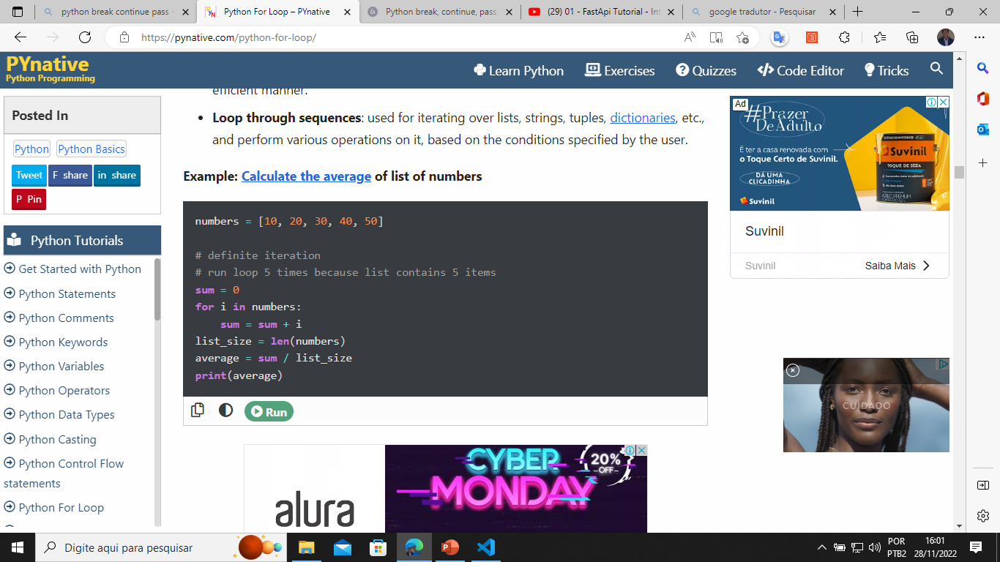 python break continue pass -
Python For Loop – PYnative
Python break, continue, pass
(29) 01 - FastApi Tutorial - Int
google tradutor - Pesquisar
https://pynative.com/python-for-loop/
PYnative
Python Programming
Learn Python
Exercises
Quizzes
Code Editor
Tricks
Posted In
Python
Python Basics
Tweet
F share
in share
P Pin
Python Tutorials
Get Started with Python
Python Statements
Python Comments
Python Keywords
Python Variables
Python Operators
Python Data Types
Python Casting
Python Control Flow
statements
Python For Loop
efficient manner.
• Loop through sequences: used for iterating over lists, strings, tuples, dictionaries, etc.,
and perform various operations on it, based on the conditions specified by the user.
Example: Calculate the average of list of numbers
numbers = [10, 20, 30, 40, 50]
# definite iteration
# run loop 5 times because list contains 5 items
sum = 0
for i in numbers:
    sum = sum + i
list_size = len(numbers)
average = sum / list_size
print(average)
Run
alura
CYBER
MONDAY
20%
OFF
Ad
#Prazer
DeAdulto
É ter a casa renovada com
o Toque Certo de Suvinil.
DÁ UMA
CLICADINHA
Suvinil
Suvinil
TOQUE DE SEDA
Suvinil
Suvinil
Saiba Mais
CUIDADO
Digite aqui para pesquisar
POR
PTB2
16:01
28/11/2022